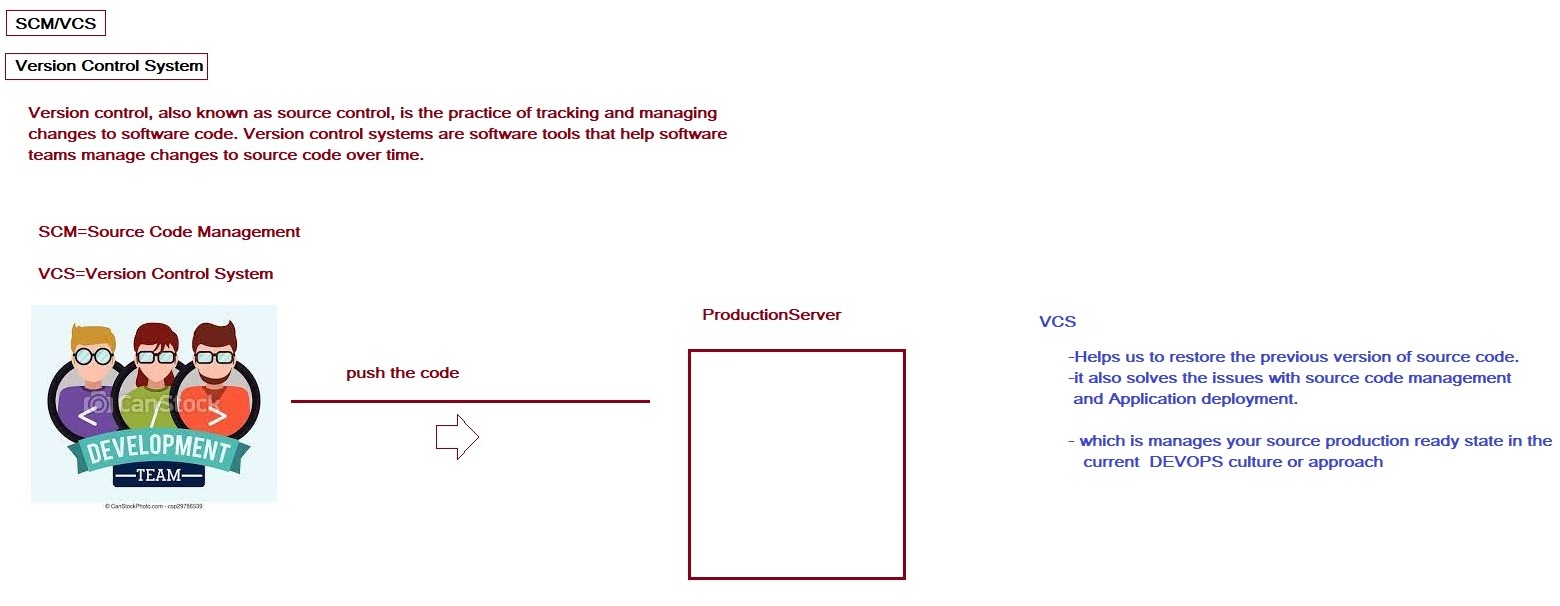 SCM/VCS
Version Control System
Version control, also known as source control, is the practice of tracking and managing
changes to software code. Version control systems are software tools that help software
teams manage changes to source code over time.
SCM=Source Code Management
VCS=Version Control System
CanStock
< / >
DEVELOPMENT
TEAM
© CanStockPhoto.com - csp29786539
push the code
ProductionServer
VCS
-Helps us to restore the previous version of source code.
-it also solves the issues with source code management
and Application deployment.
- which is manages your source production ready state in the
current DEVOPS culture or approach